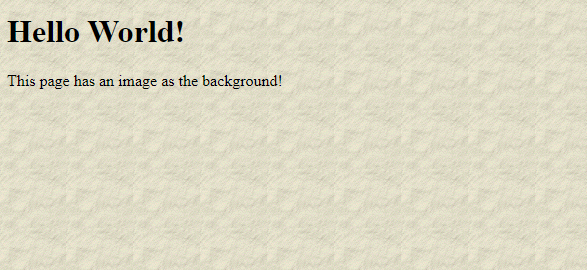 Hello World!
This page has an image as the background!